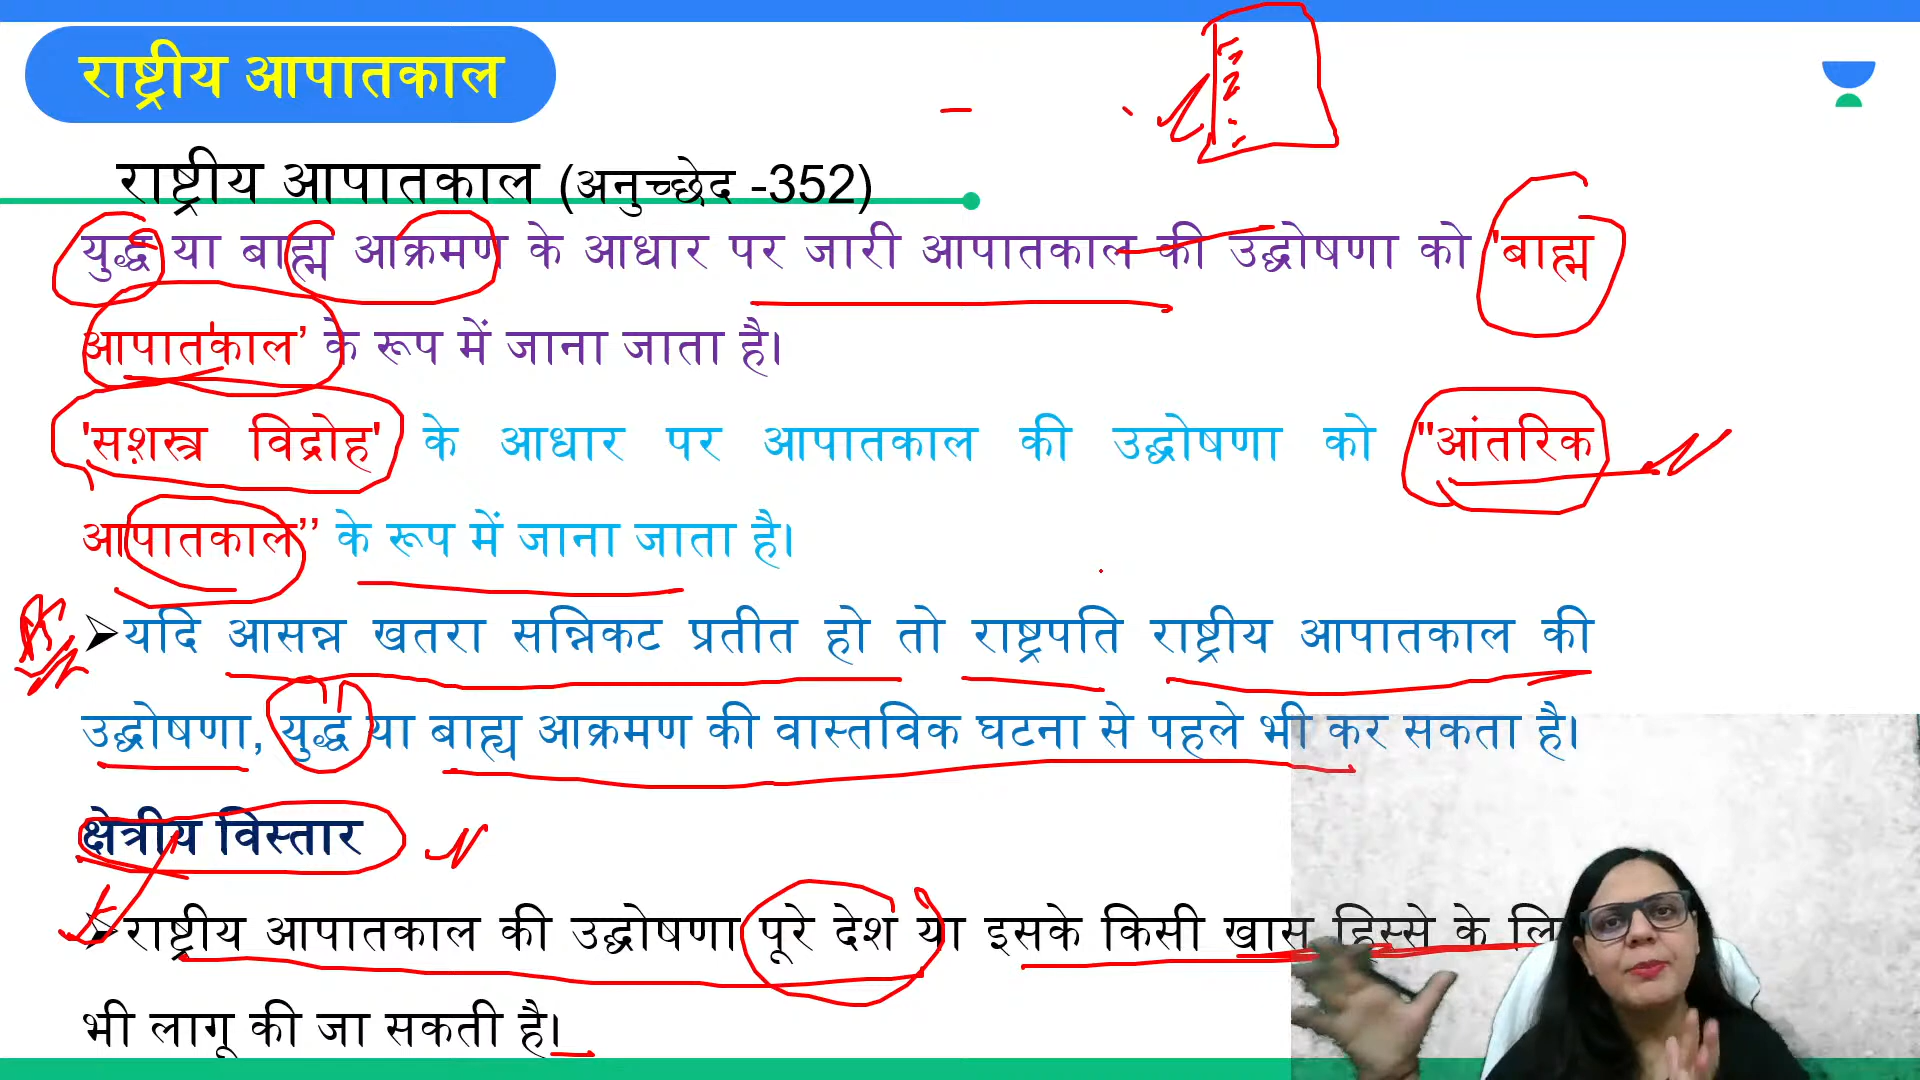 राष्ट्रीय आपातकाल
राष्ट्रीय आपातकाल (अनुच्छेद -352)
युद्ध या बाह्म आक्रमण के आधार पर जारी आपातकाल की उद्घोषणा को 'बाह्म
आपातकाल’ के रूप में जाना जाता है।
'सशस्त्र विद्रोह' के आधार पर आपातकाल की उद्घोषणा को "आंतरिक
आपातकाल’’ के रूप में जाना जाता है।
➢यदि आसन्न खतरा सन्निकट प्रतीत हो तो राष्ट्रपति राष्ट्रीय आपातकाल की
उद्घोषणा, युद्ध या बाह्य आक्रमण की वास्तविक घटना से पहले भी कर सकता है।
क्षेत्रीय विस्तार
➢राष्ट्रीय आपातकाल की उद्घोषणा पूरे देश या इसके किसी खास हिस्से के
भी लागू की जा सकती है।